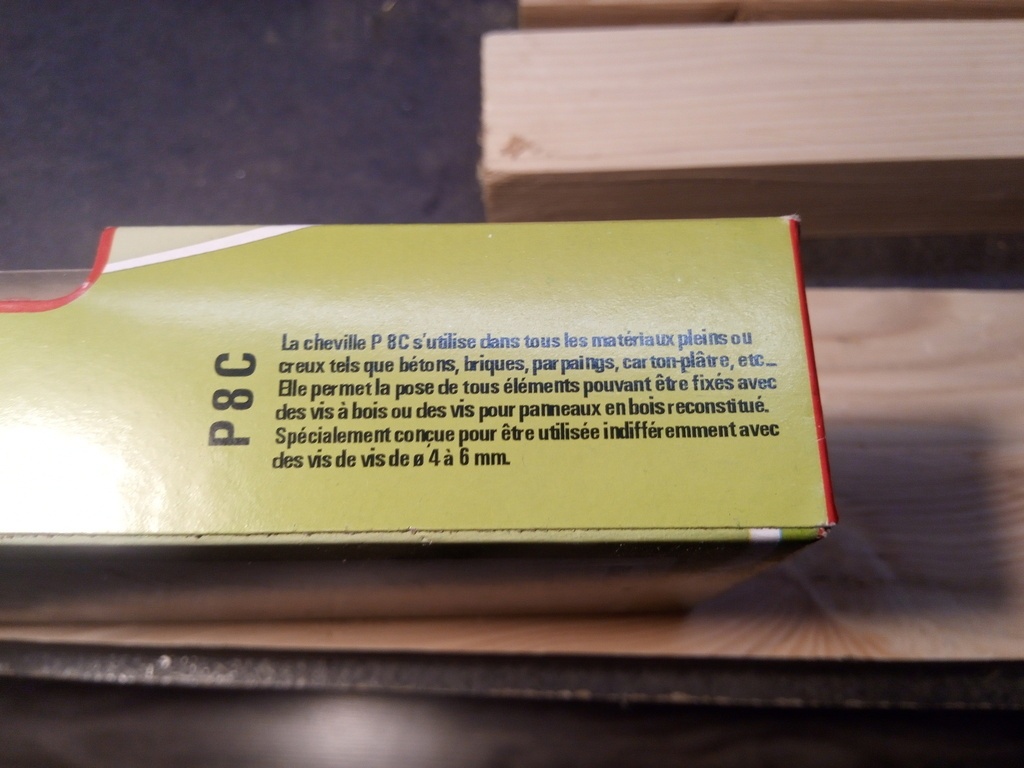 P8C
La cheville P 8C s'utilise dans tous les matériaux pleins ou
creux tels que bétons, briques, parpaings, carton-plâtre, etc...
Elle permet la pose de tous éléments pouvant être fixés avec
des vis à bois ou des vis pour panneaux en bois reconstitué.
Spécialement conçue pour être utilisée indifféremment avec
des vis de vis de ø 4 à 6 mm.